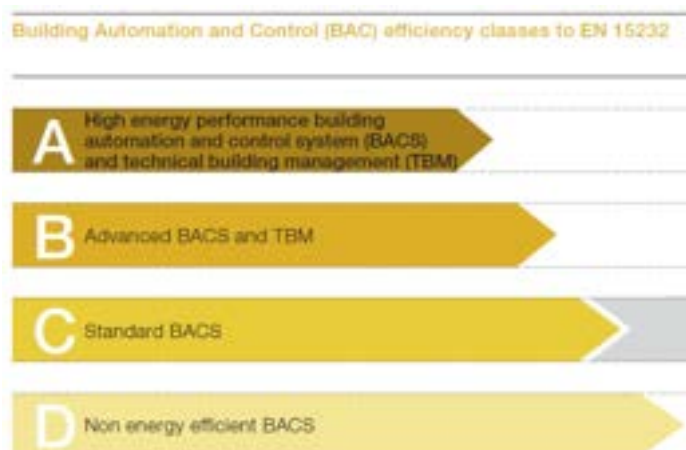 Building Automation and Control (BAC) efficiency classes to EN 15232
A
High energy performance building
automation and control system (BACS)
and technical building management (TBM)
B
Advanced BACS and TBM
C
Standard BACS
D
Non energy efficient BACS